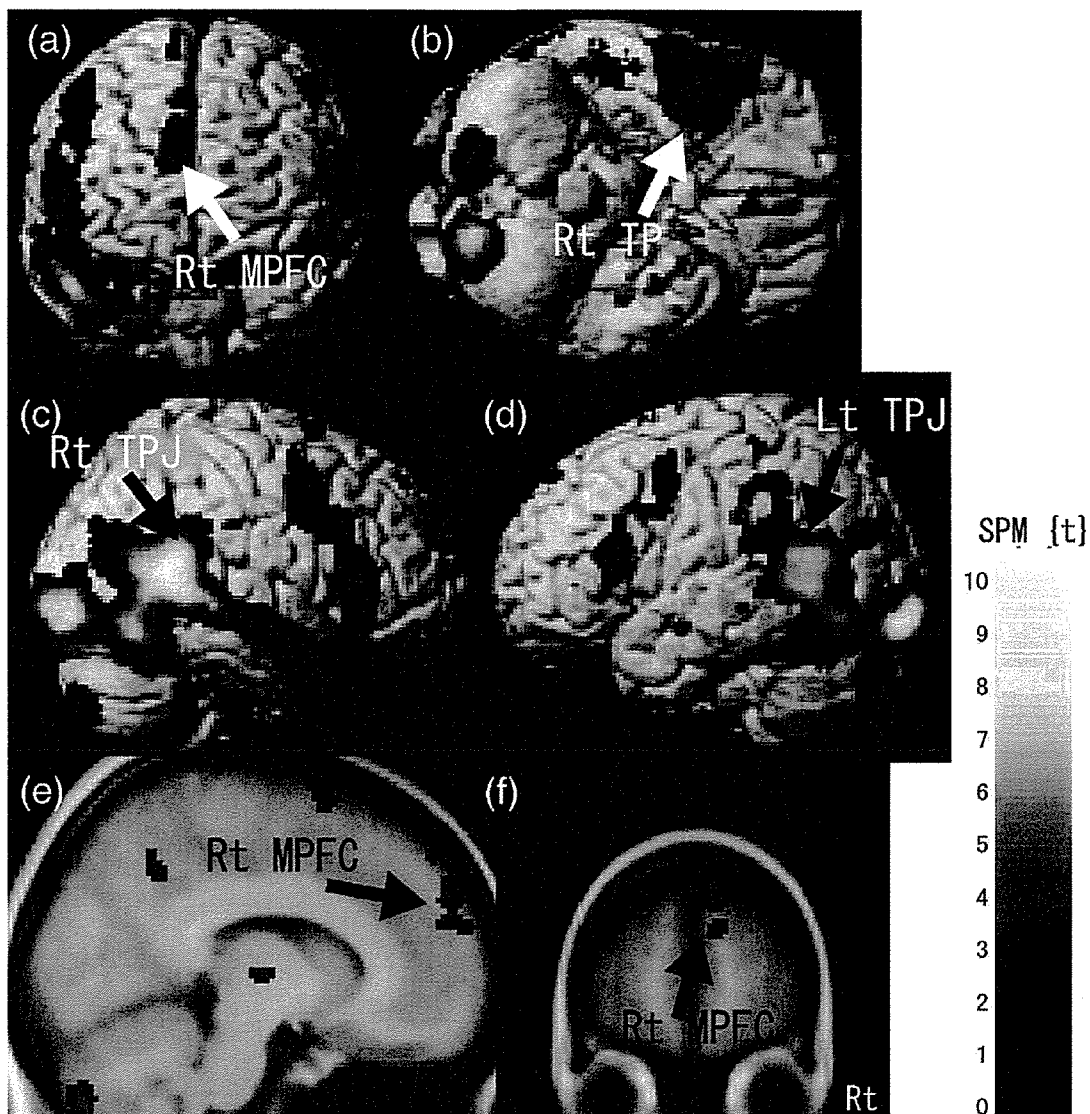 (a)
(b)
Rt MPFC
Rt TP
(c)
(d)
Rt TPJ
Lt TPJ
SPM {t}
10
9
8
7
6
5
4
3
2
1
0
(e)
(f)
Rt MPFC
Rt MPFC
Rt